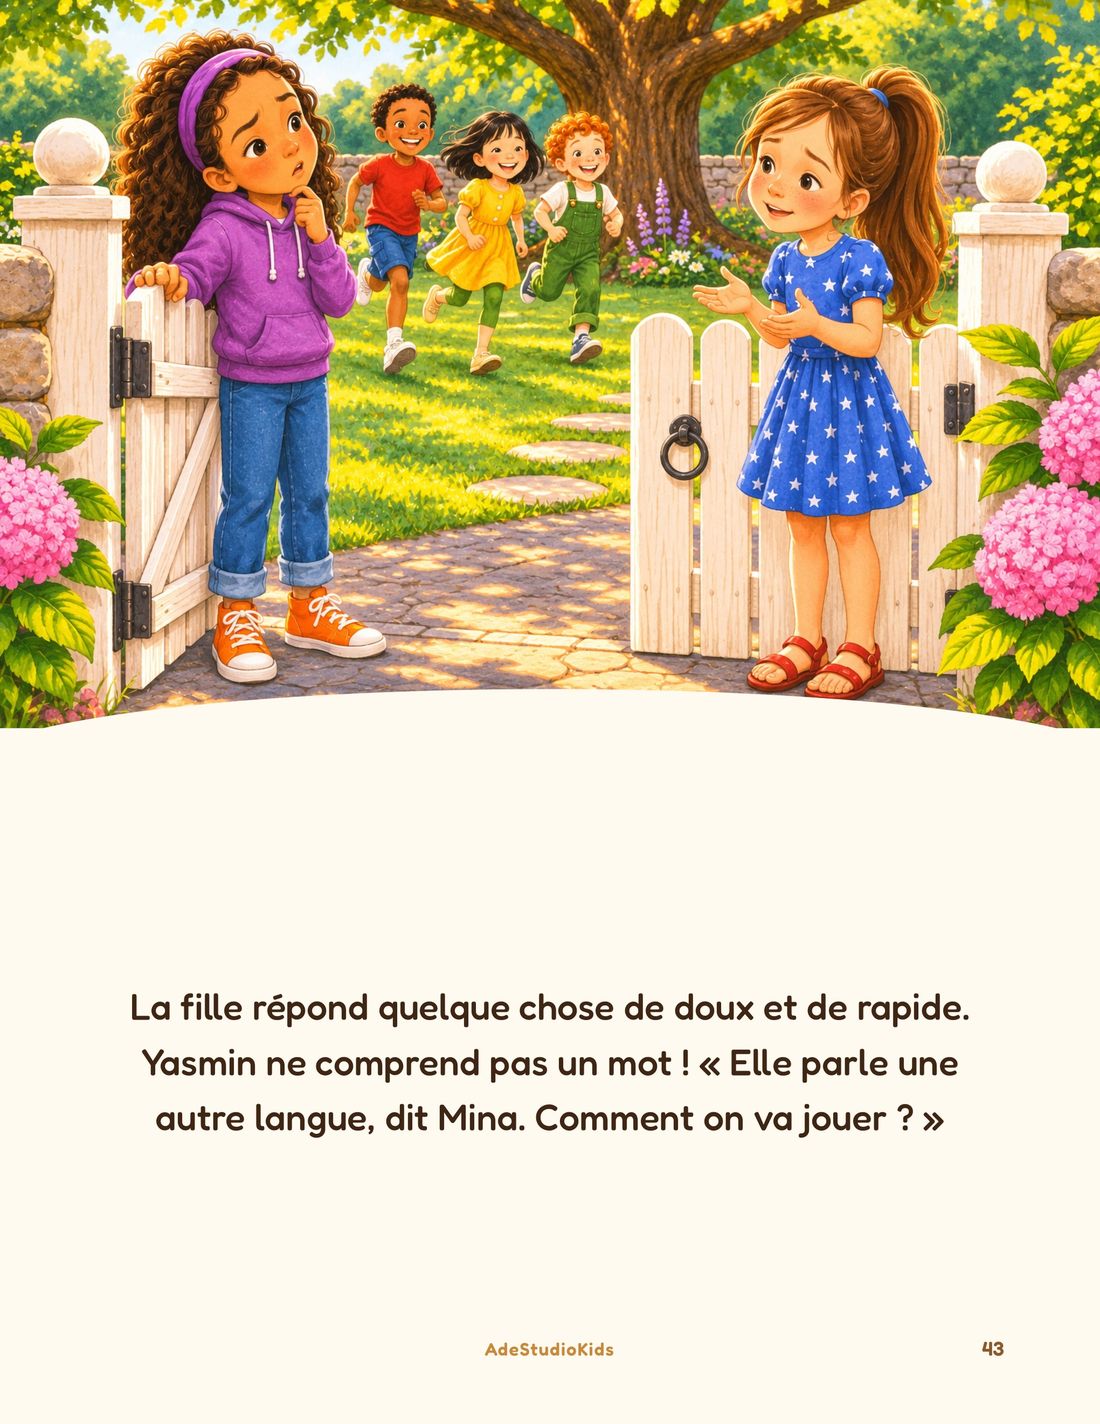 La fille répond quelque chose de doux et de rapide.
Yasmin ne comprend pas un mot ! « Elle parle une
autre langue, dit Mina. Comment on va jouer ? »
AdeStudioKids
43